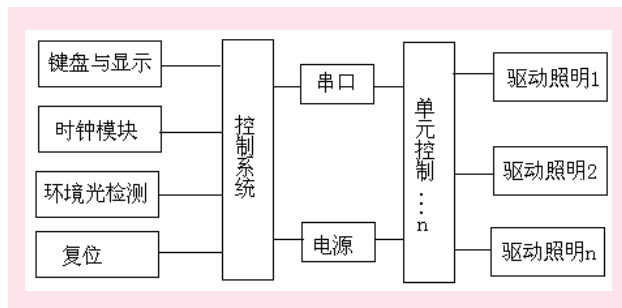 键盘与显示
时钟模块
环境光检测
复位
控制系统
串口
电源
单元控制…n
驱动照明1
驱动照明2
驱动照明n